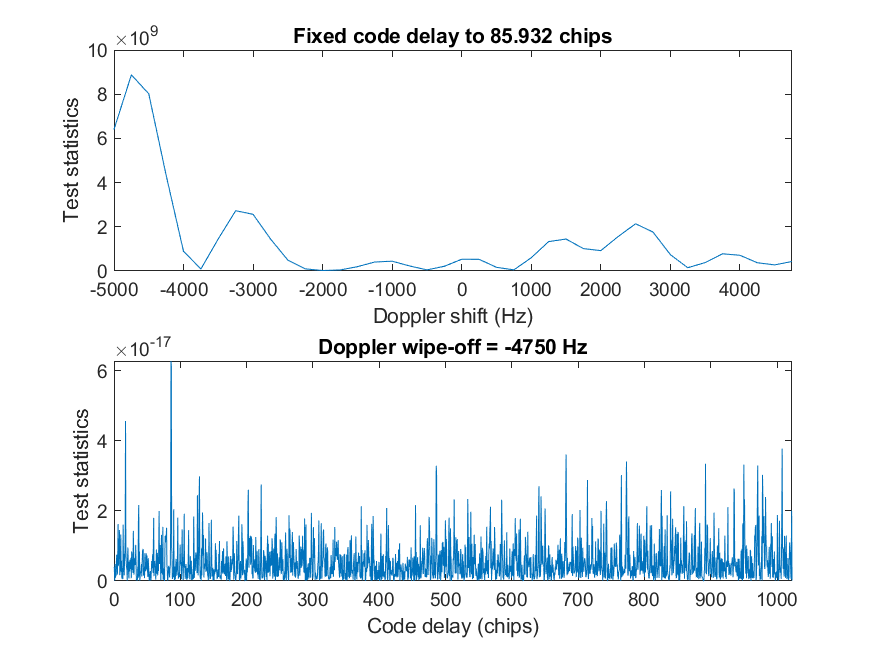 ×10⁹
Fixed code delay to 85.932 chips
10
8
6
4
2
0
Test statistics
-5000 -4000 -3000 -2000 -1000 0 1000 2000 3000 4000
Doppler shift (Hz)
×10⁻¹⁷
Doppler wipe-off = -4750 Hz
6
4
2
0
Test statistics
0 100 200 300 400 500 600 700 800 900 1000
Code delay (chips)